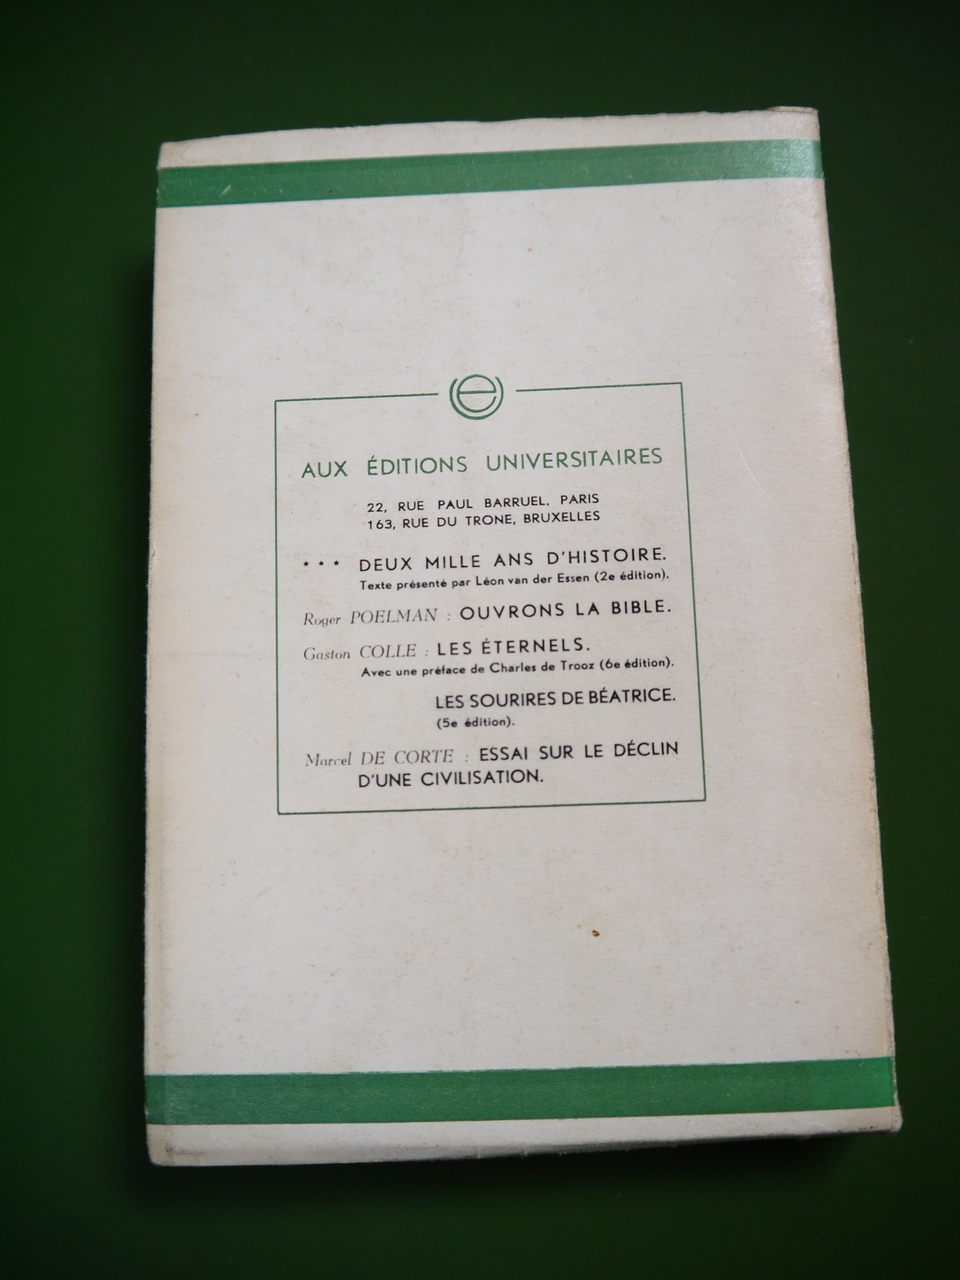 AUX ÉDITIONS UNIVERSITAIRES
22, RUE PAUL BARRUEL, PARIS
163, RUE DU TRONE, BRUXELLES
* * * DEUX MILLE ANS D'HISTOIRE.
Texte présenté par Léon van der Essen (2e édition).
Roger POELMAN : OUVRONS LA BIBLE.
Gaston COLLE : LES ÉTERNELS.
Avec une préface de Charles de Trooz (6e édition).
LES SOURIRES DE BÉATRICE.
(5e édition).
Marcel DE CORTE : ESSAI SUR LE DÉCLIN
D'UNE CIVILISATION.